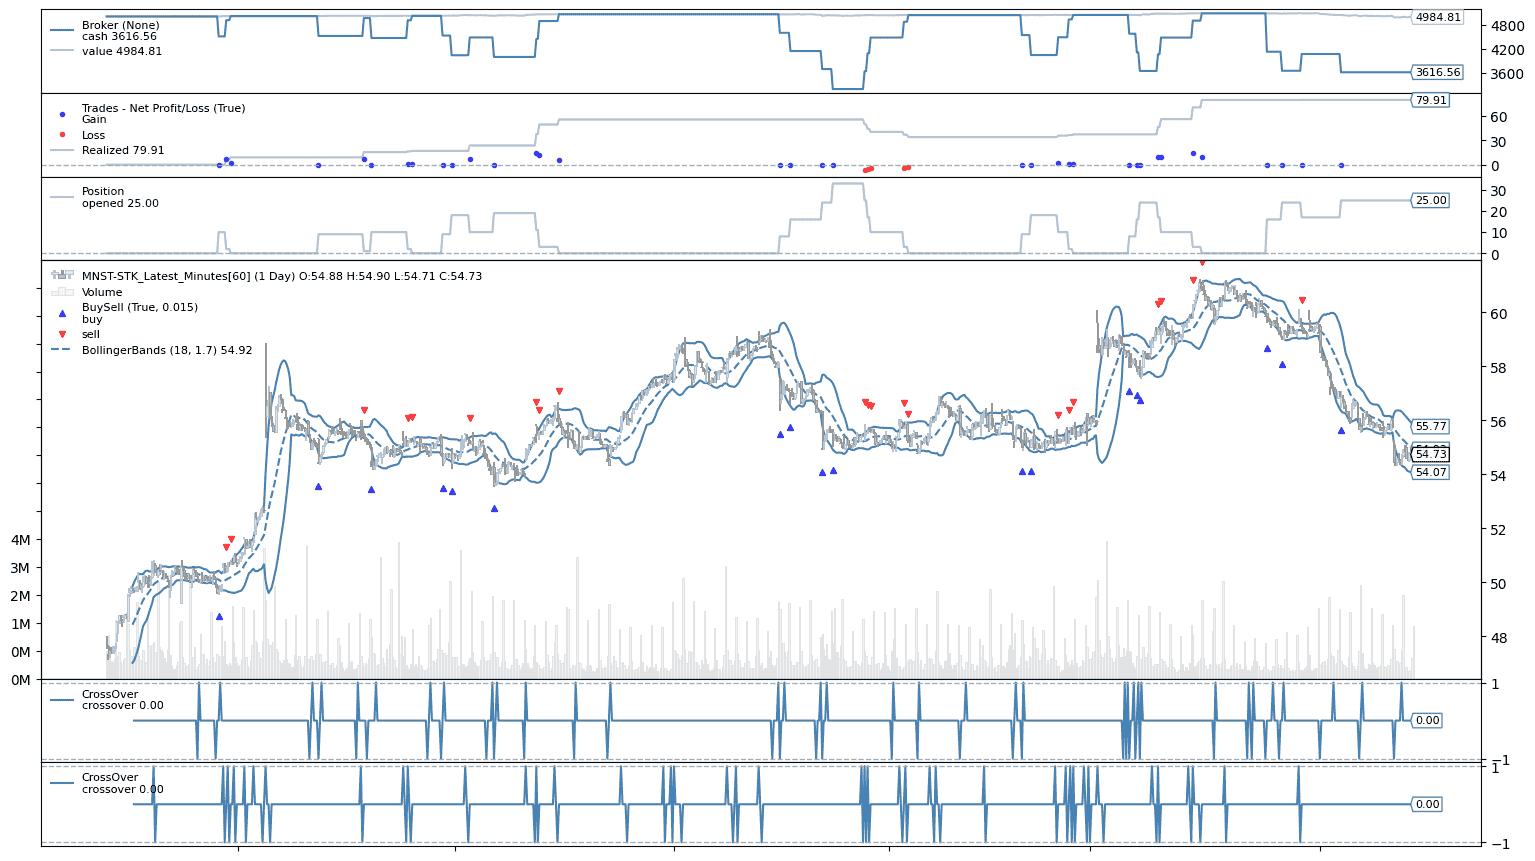 Broker (None)
cash 3616.56
value 4984.81
4984.81
4800
4200
3600
3616.56
Trades - Net Profit/Loss (True)
Gain
Loss
Realized 79.91
79.91
60
30
0
Position
opened 25.00
30
25.00
20
10
0
MNST-STK_Latest_Minutes[60] (1 Day) O:54.88 H:54.90 L:54.71 C:54.73
Volume
BuySell (True, 0.015)
buy
sell
BollingerBands (18, 1.7) 54.92
60
58
56
55.77
54.73
54.07
54
52
50
48
4M
3M
2M
1M
0M
0M
CrossOver
crossover 0.00
1
0.00
−1
CrossOver
crossover 0.00
1
0.00
−1